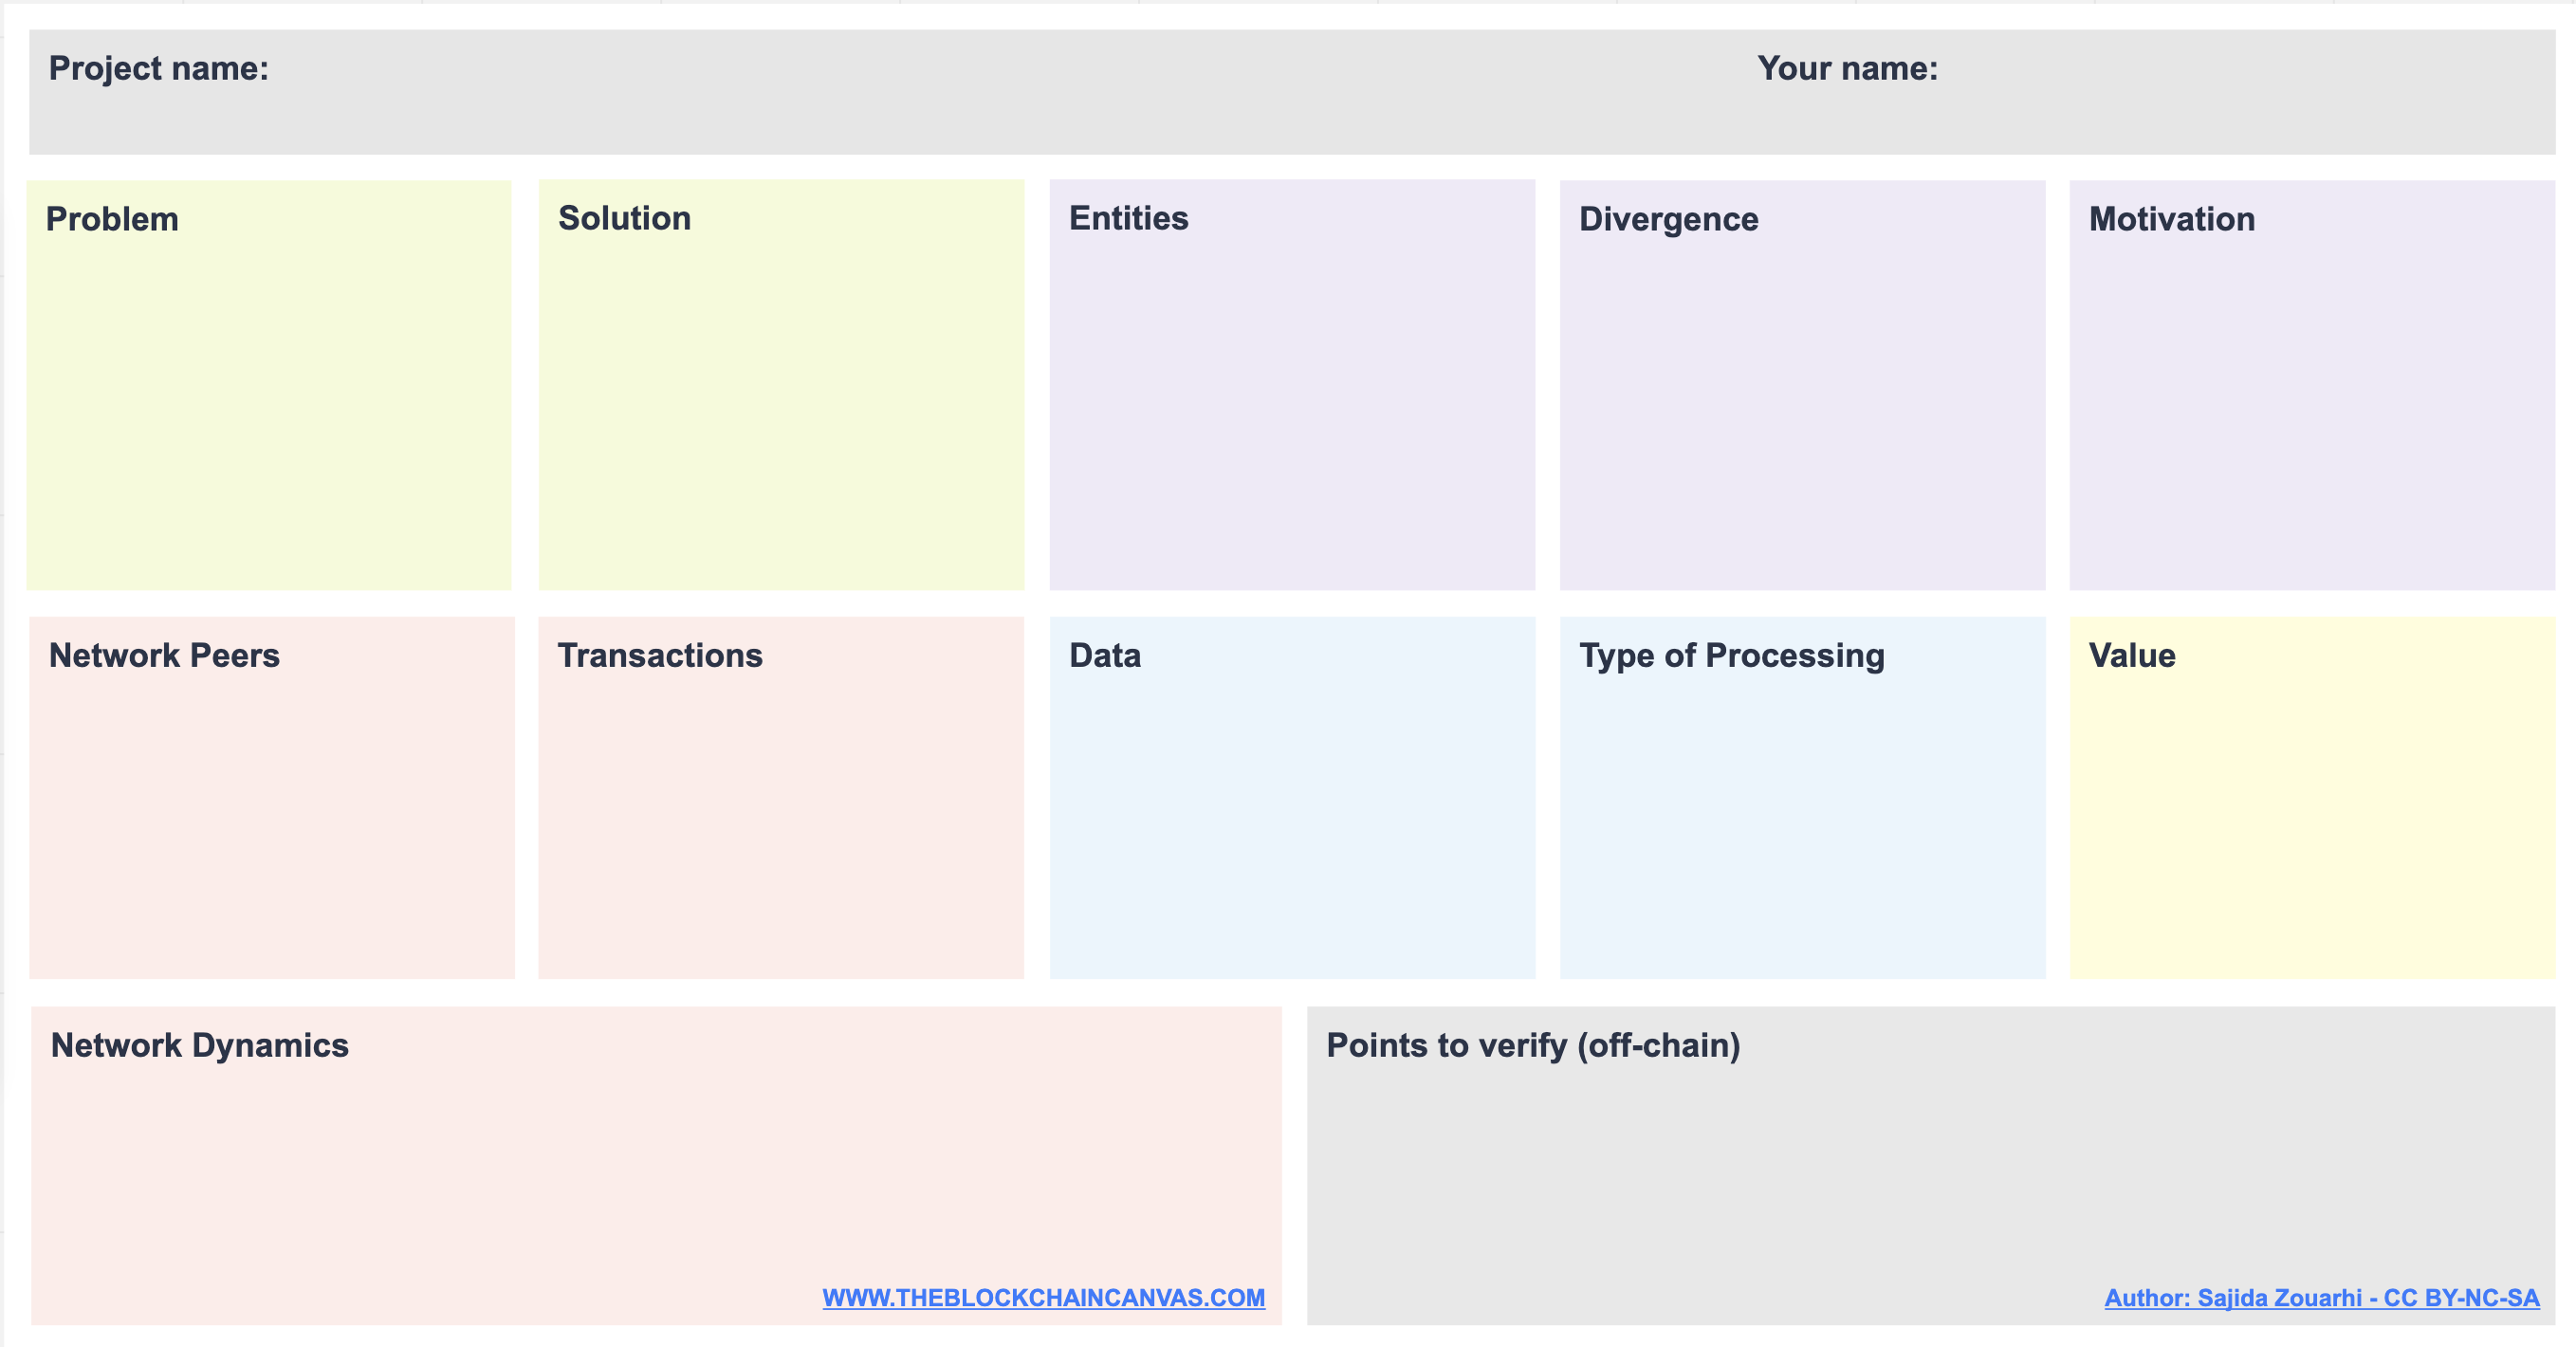 Project name:
Your name:
Problem
Solution
Entities
Divergence
Motivation
Network Peers
Transactions
Data
Type of Processing
Value
Network Dynamics
Points to verify (off-chain)
WWW.THEBLOCKCHAINCANVAS.COM
Author: Sajida Zouarhi - CC BY-NC-SA